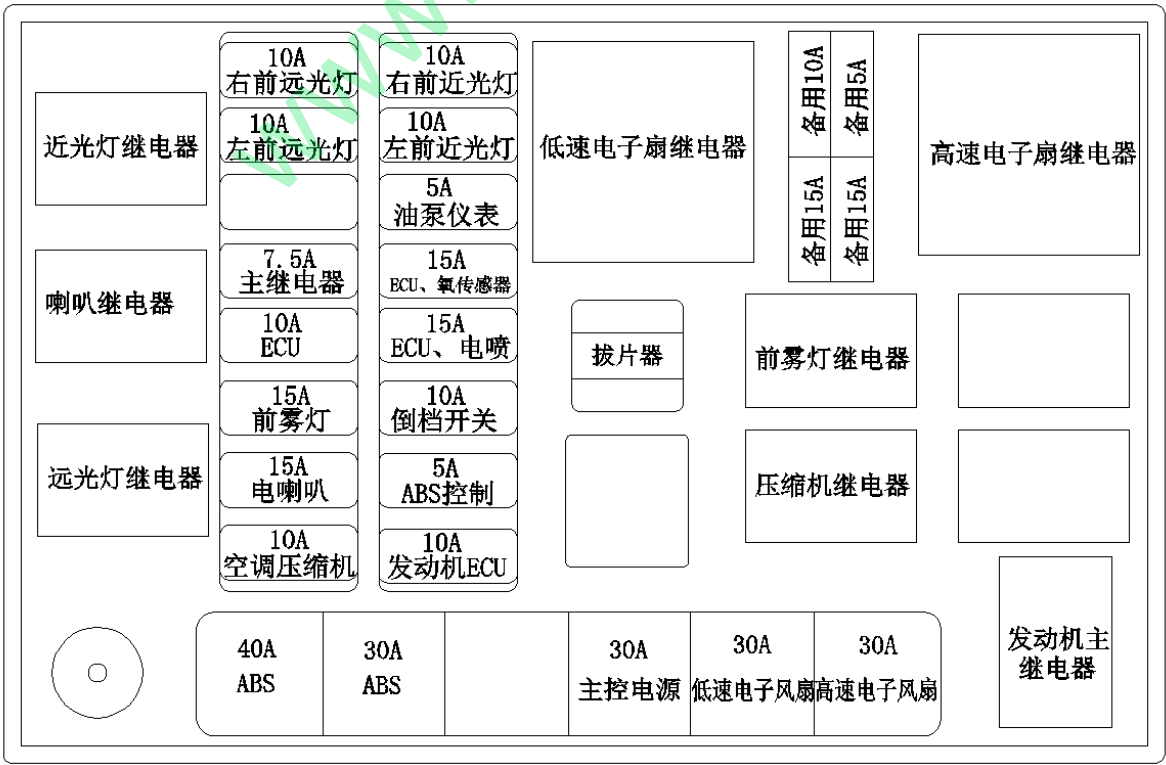 近光灯继电器
喇叭继电器
远光灯继电器
10A
右前远光灯
10A
左前远光灯
7.5A
主继电器
10A
ECU
15A
前雾灯
15A
电喇叭
10A
空调压缩机
10A
右前近光灯
10A
左前近光灯
5A
油泵仪表
15A
ECU、氧传感器
15A
ECU、电喷
10A
倒档开关
5A
ABS控制
10A
发动机ECU
低速电子扇继电器
备用10A
备用5A
备用15A
备用15A
高速电子扇继电器
拔片器
前雾灯继电器
压缩机继电器
发动机主
继电器
40A
ABS
30A
ABS
30A
主控电源
30A
低速电子风扇
30A
高速电子风扇
www